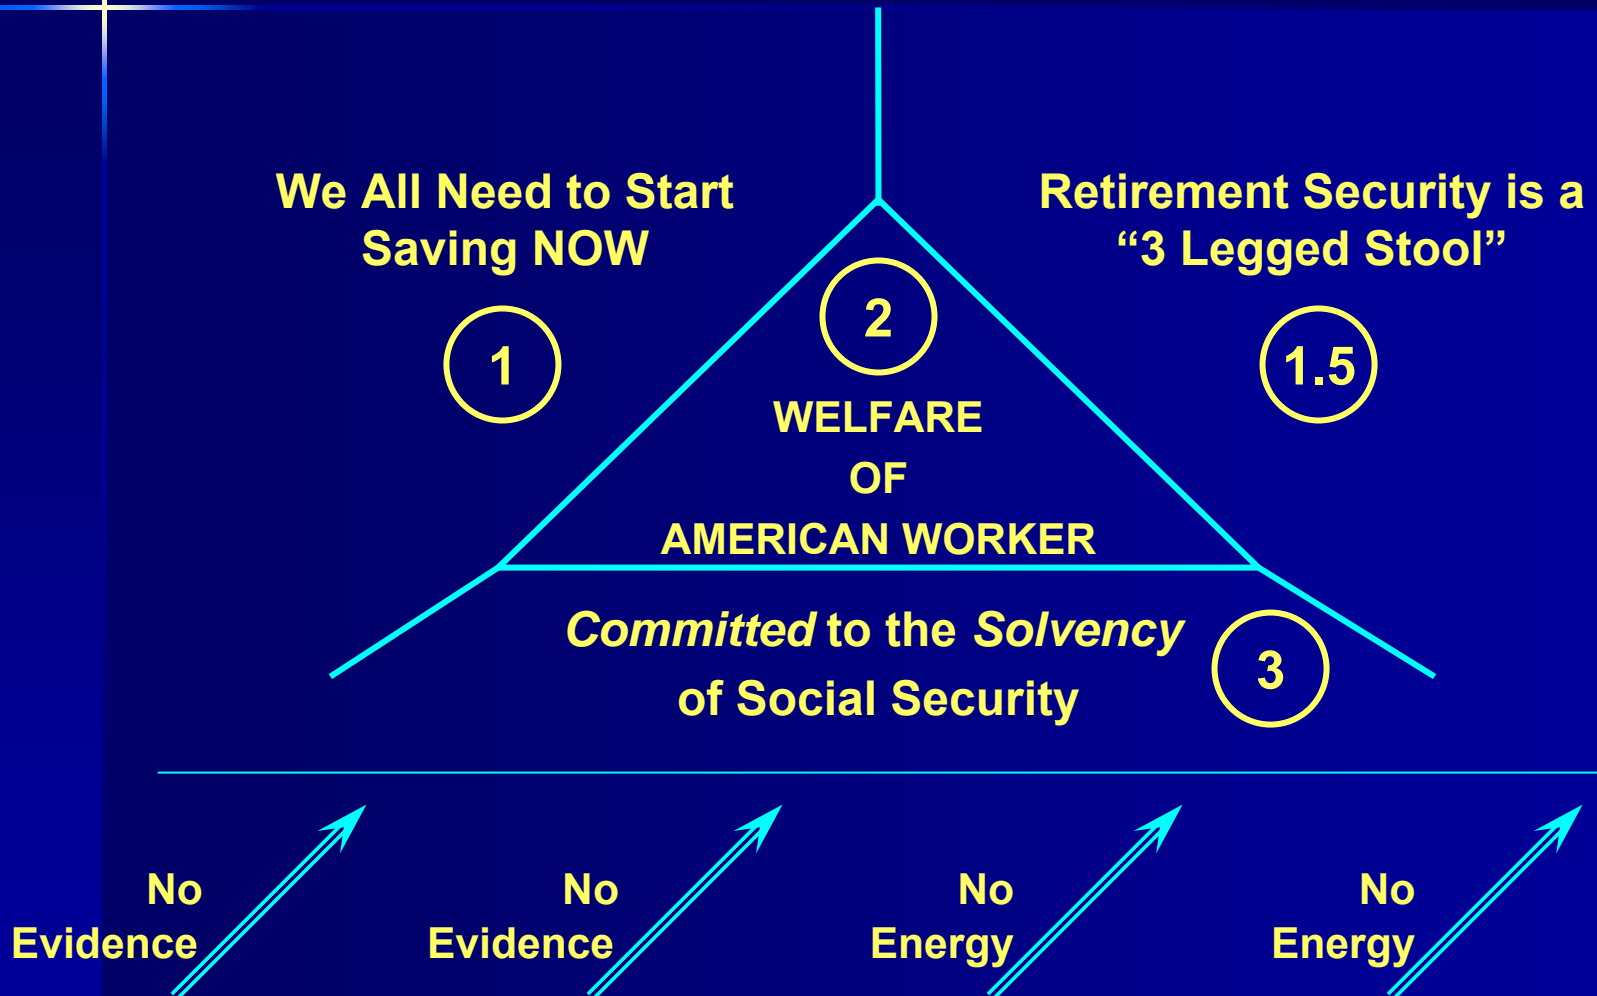 We All Need to Start
Saving NOW
1
Retirement Security is a
“3 Legged Stool”
1.5
2
WELFARE
OF
AMERICAN WORKER
Committed to the Solvency
of Social Security
3
No
Evidence
No
Evidence
No
Energy
No
Energy